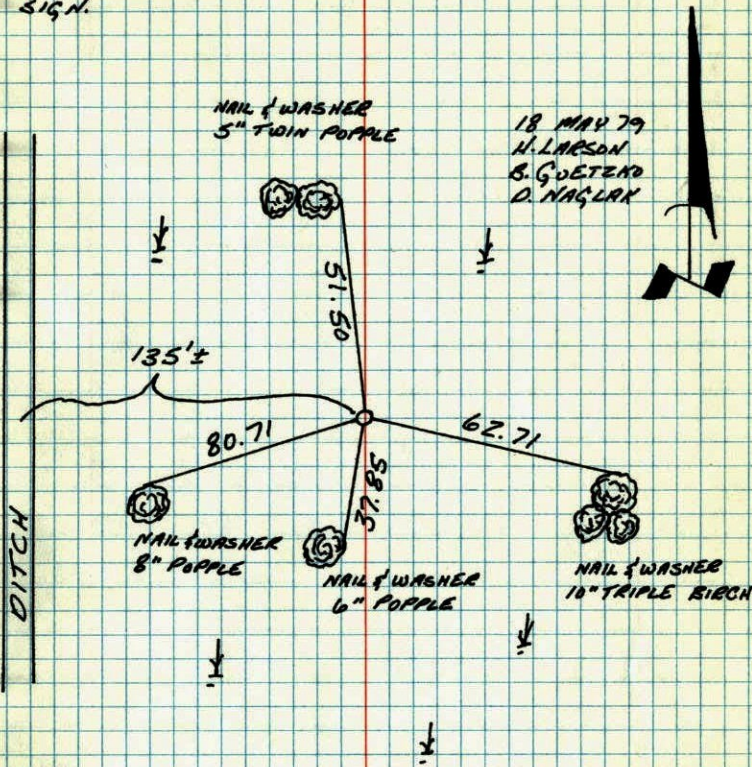 SIGN.
NAIL & WASHER
5" TWIN POPPLE
18 MAY 79
H. LARSON
B. GOETZKO
D. NAGLAK
51.50
135'±
80.71
62.71
37.85
DITCH
NAIL & WASHER
8" POPPLE
NAIL & WASHER
6" POPPLE
NAIL & WASHER
10" TRIPLE BIRCH